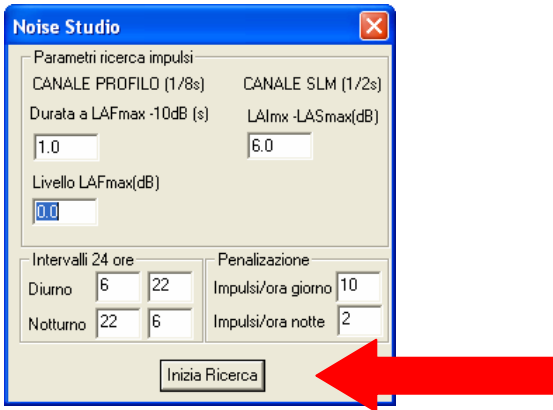 Noise Studio
Parametri ricerca impulsi
CANALE PROFILO (1/8s) CANALE SLM (1/2s)
Durata a LAFmax -10dB (s) LAImx -LASmax(dB)
1.0 6.0
Livello LAFmax(dB)
0.0
Intervalli 24 ore Penalizzazione
Diurno 6 22 Impulsi/ora giorno 10
Notturno 22 6 Impulsi/ora notte 2
Inizia Ricerca